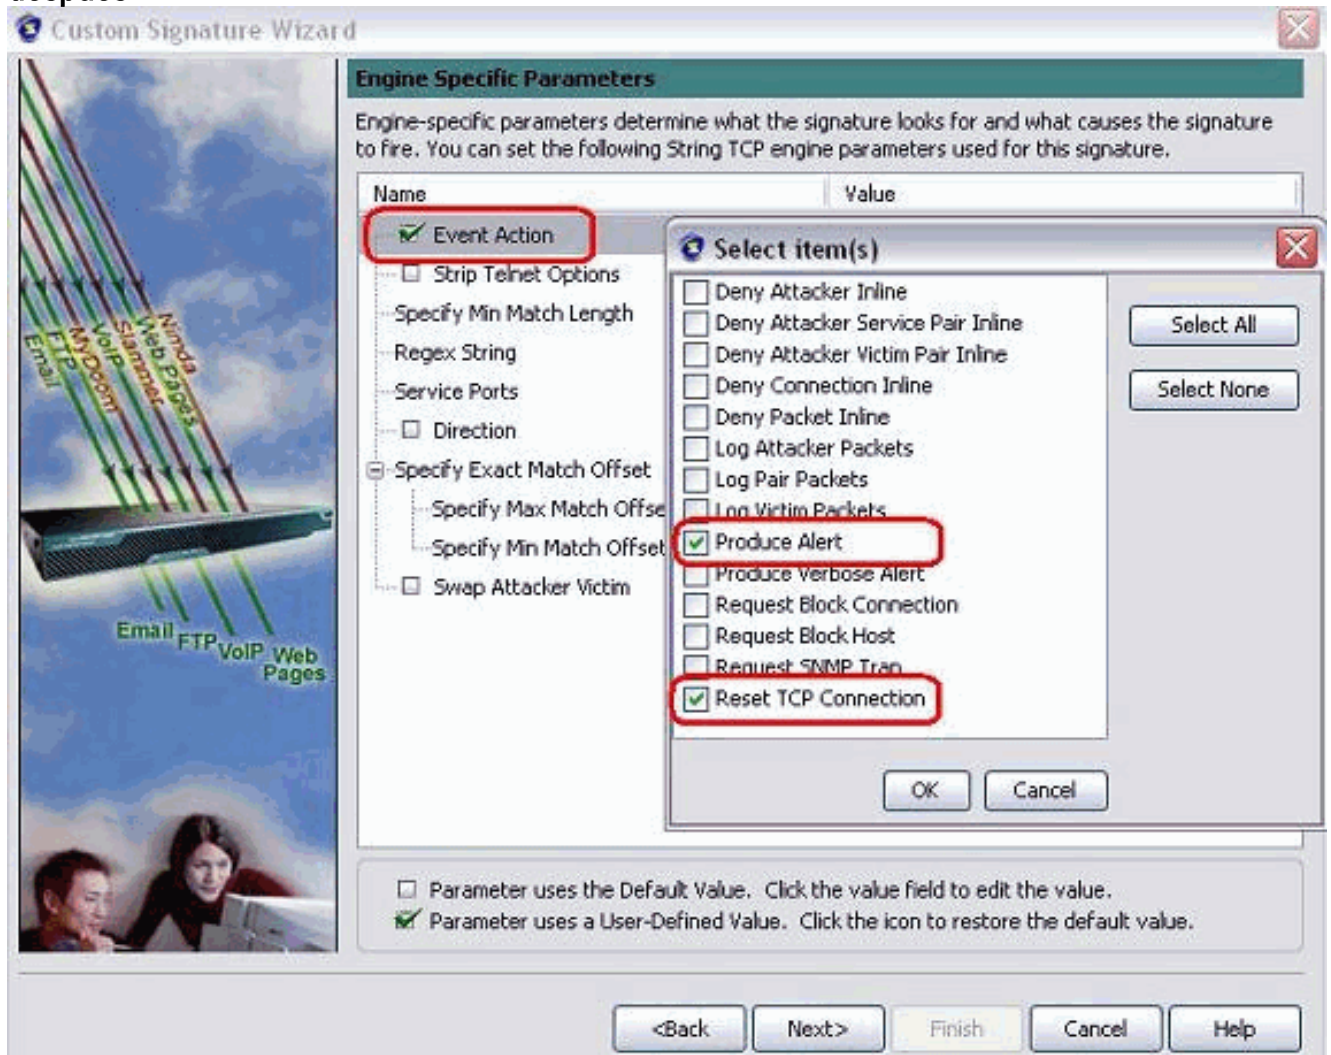 Custom Signature Wizard
Engine Specific Parameters
Engine-specific parameters determine what the signature looks for and what causes the signature
to fire. You can set the following String TCP engine parameters used for this signature.
Name
Value
Event Action
Strip Telnet Options
Specify Min Match Length
Regex String
Service Ports
Direction
Specify Exact Match Offset
Specify Max Match Offse
Specify Min Match Offset
Swap Attacker Victim
Select item(s)
Deny Attacker Inline
Deny Attacker Service Pair Inline
Deny Attacker Victim Pair Inline
Deny Connection Inline
Deny Packet Inline
Log Attacker Packets
Log Pair Packets
Log Victim Packets
Produce Alert
Produce Verbose Alert
Request Block Connection
Request Block Host
Request SNMP Trap
Reset TCP Connection
Select All
Select None
OK
Cancel
Email
FTP
MyDoom
VoIP
Slammer
Web Pages
Nimda
Email
FTP
VoIP
Web
Pages
Parameter uses the Default Value. Click the value field to edit the value.
Parameter uses a User-Defined Value. Click the icon to restore the default value.
<Back
Next>
Finish
Cancel
Help